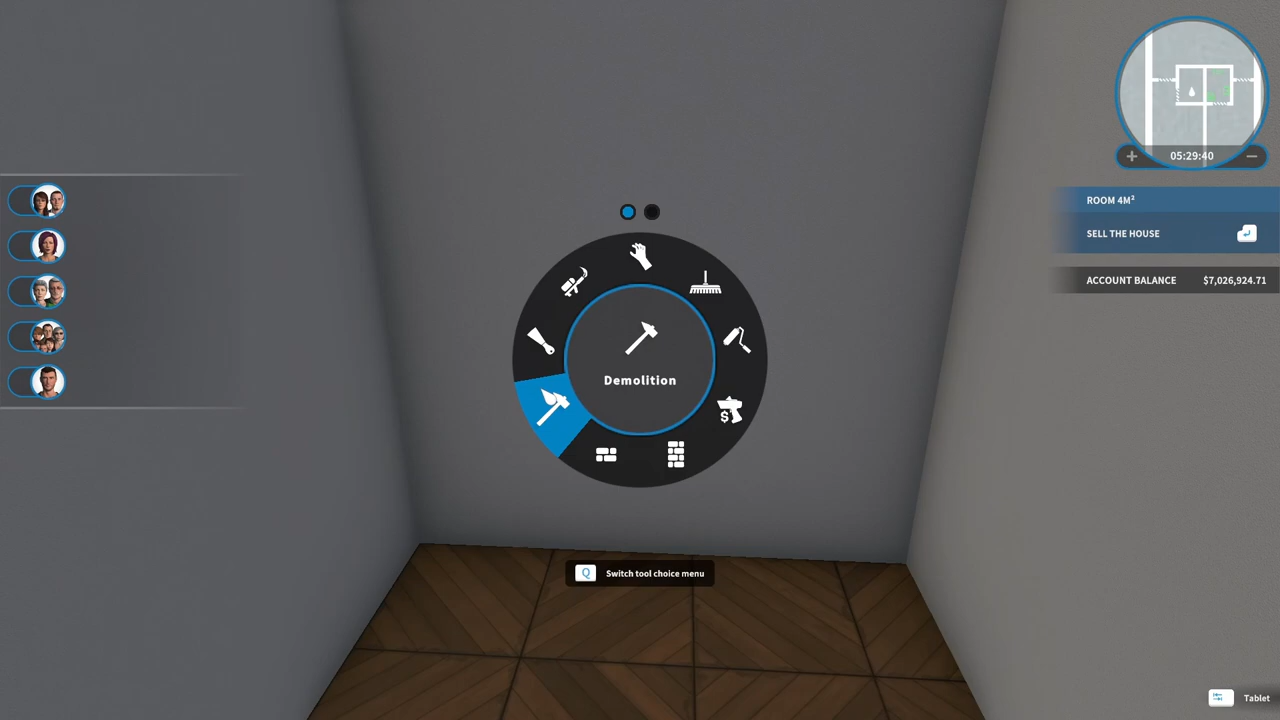 05:29:40
ROOM 4M²
SELL THE HOUSE
ACCOUNT BALANCE $7,026,924.71
$
Demolition
Q Switch tool choice menu
Tablet